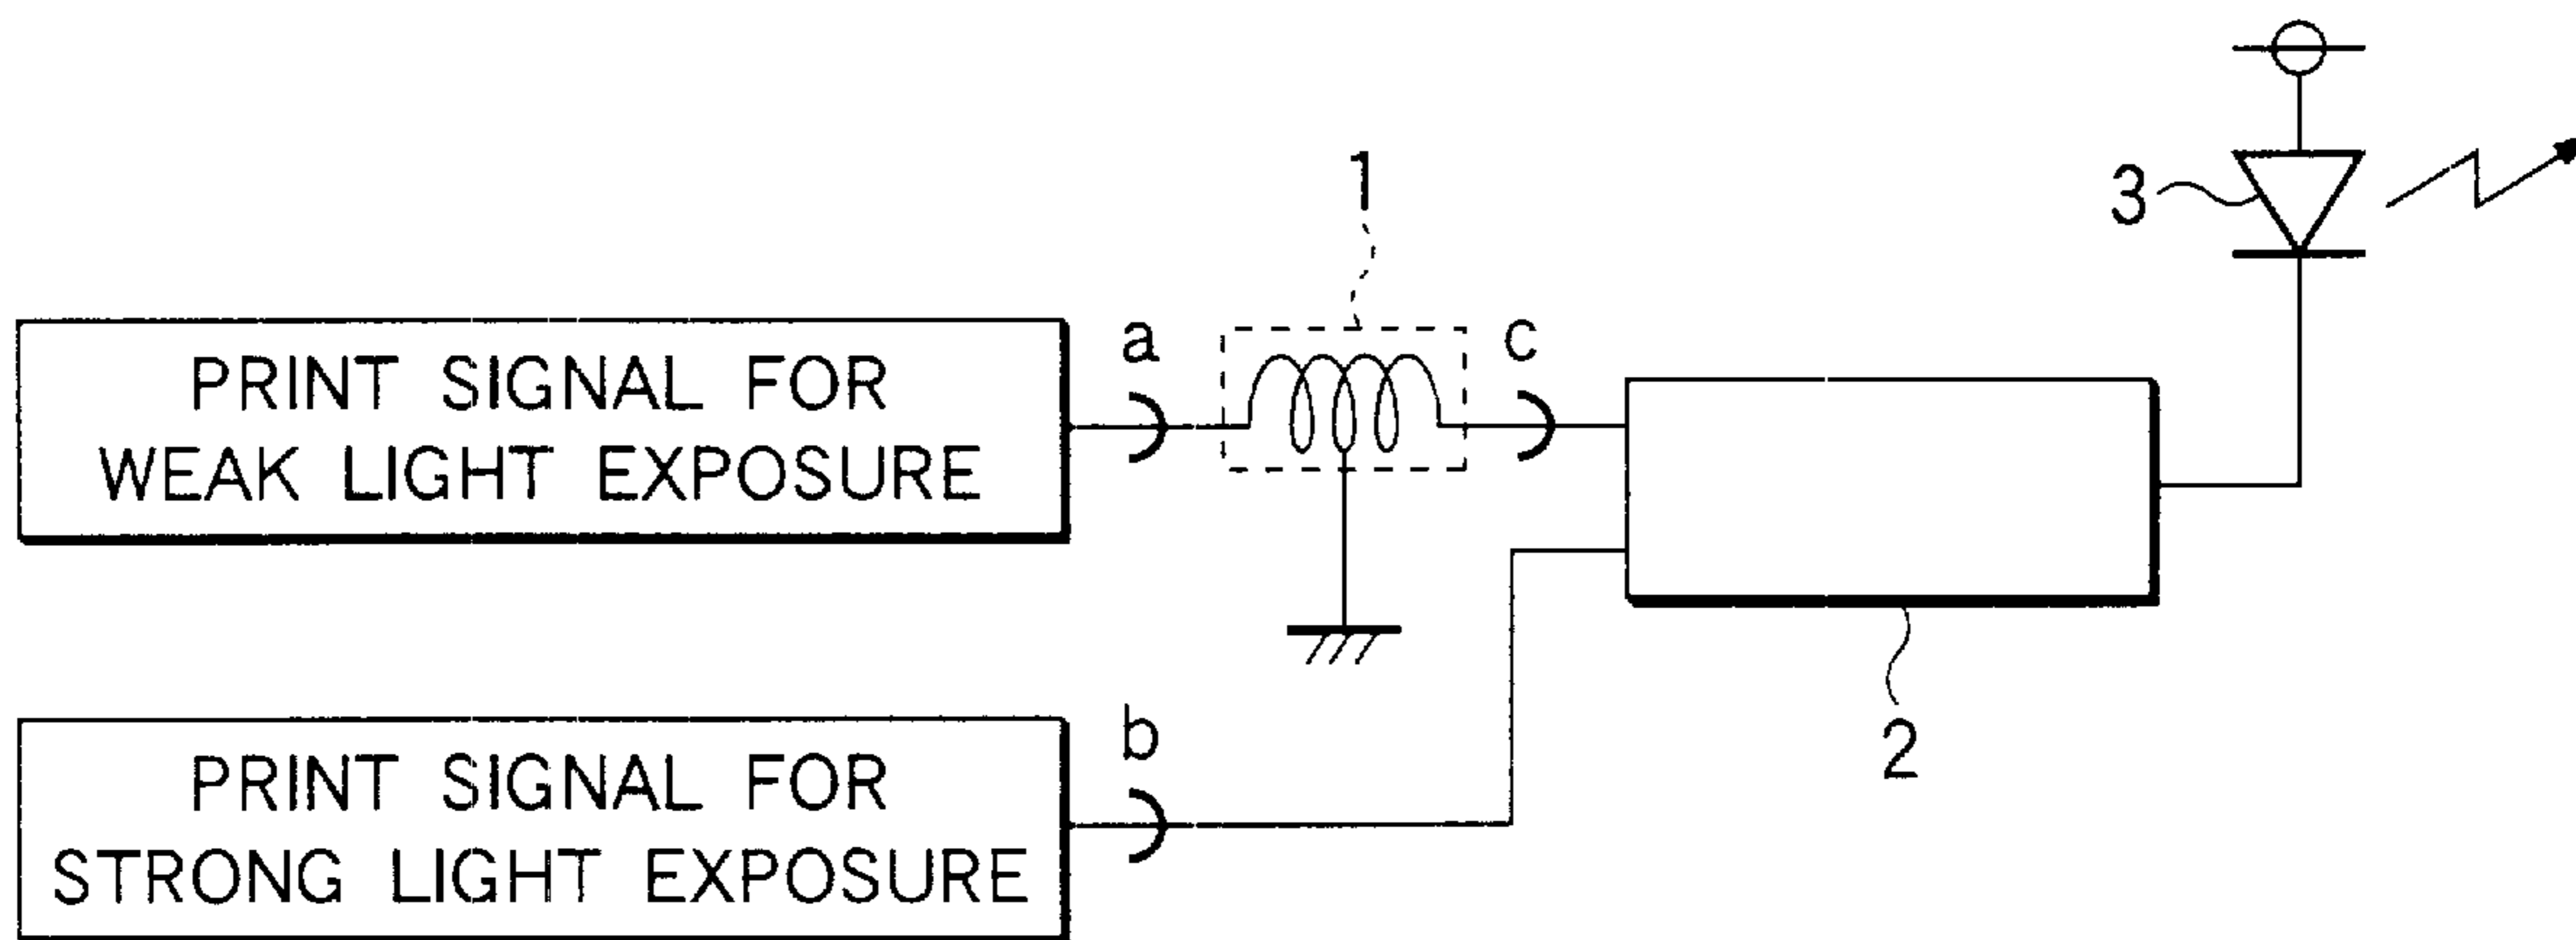 1
3
a
c
PRINT SIGNAL FOR
WEAK LIGHT EXPOSURE
b
2
PRINT SIGNAL FOR
STRONG LIGHT EXPOSURE